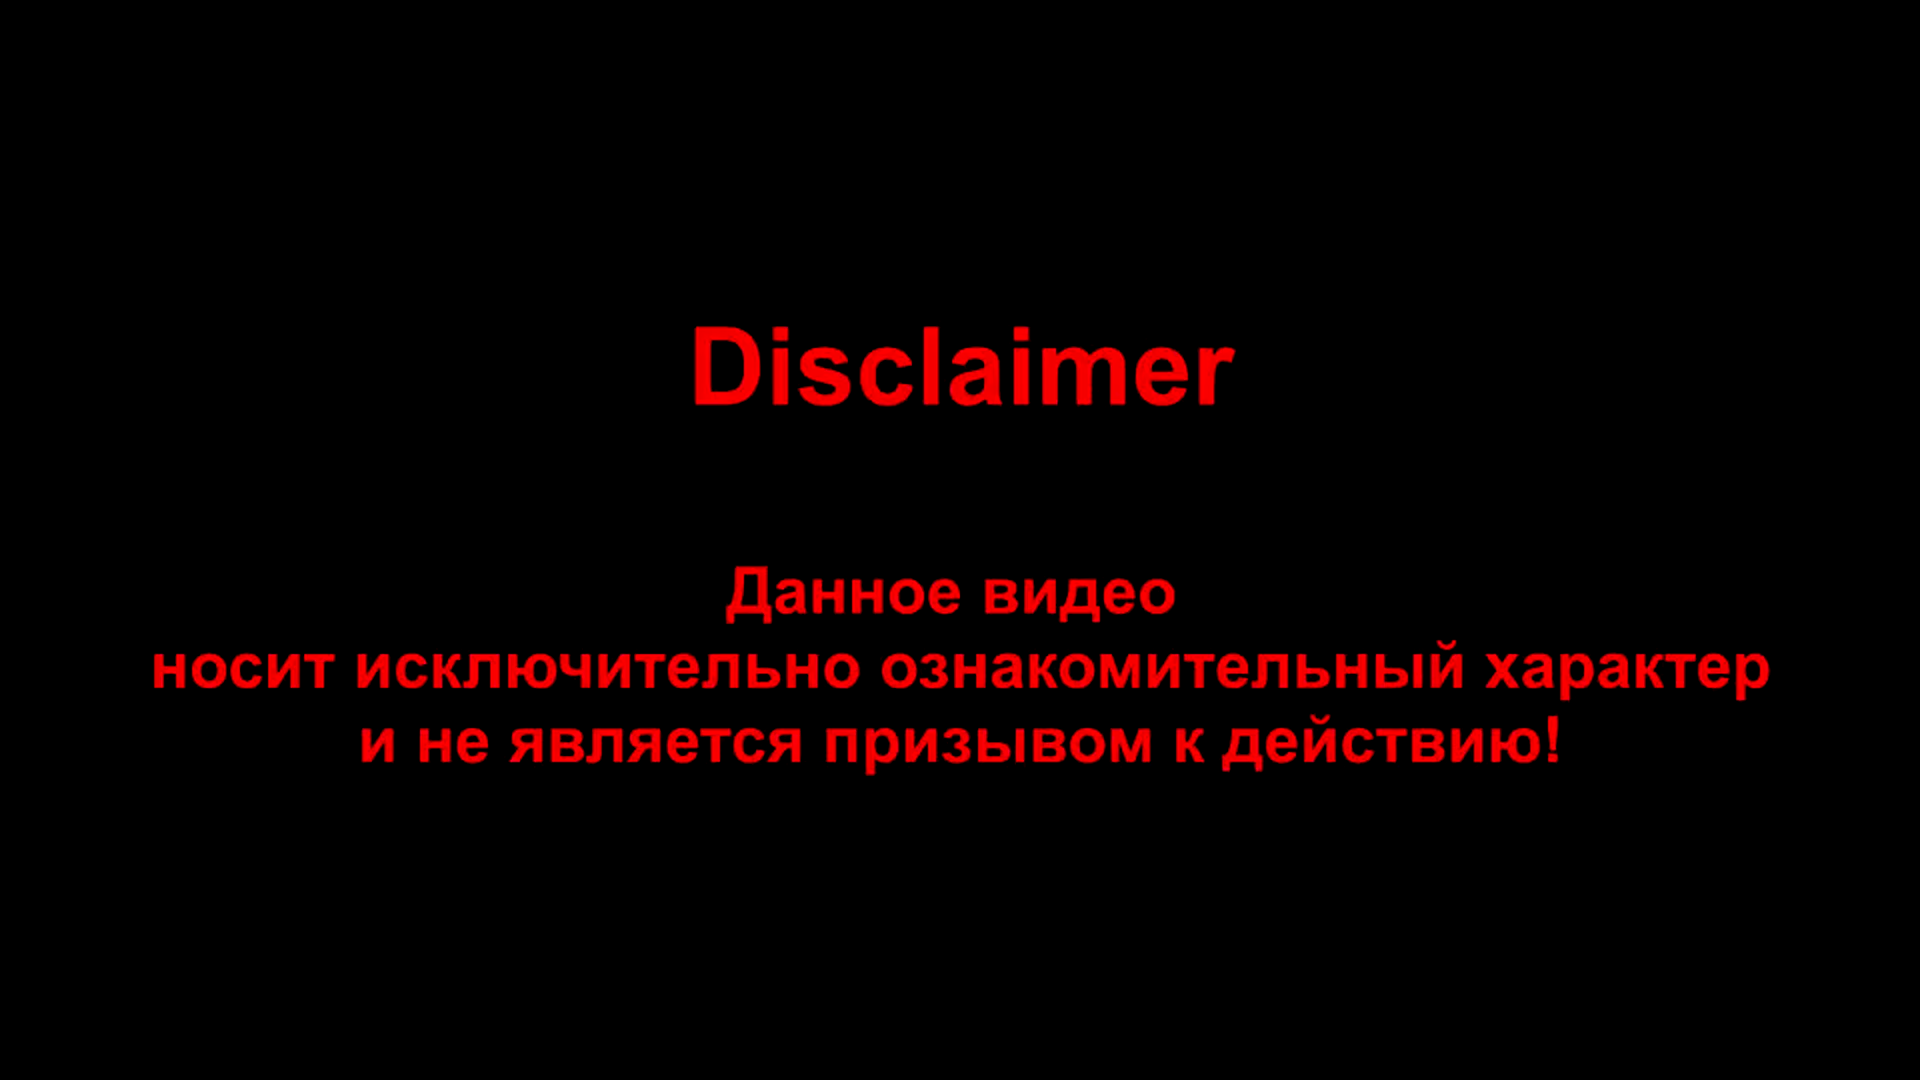 Disclaimer
Данное видео
носит исключительно ознакомительный характер
и не является призывом к действию!